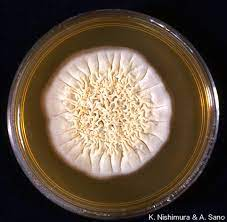 K. Nishimura & A. Sano